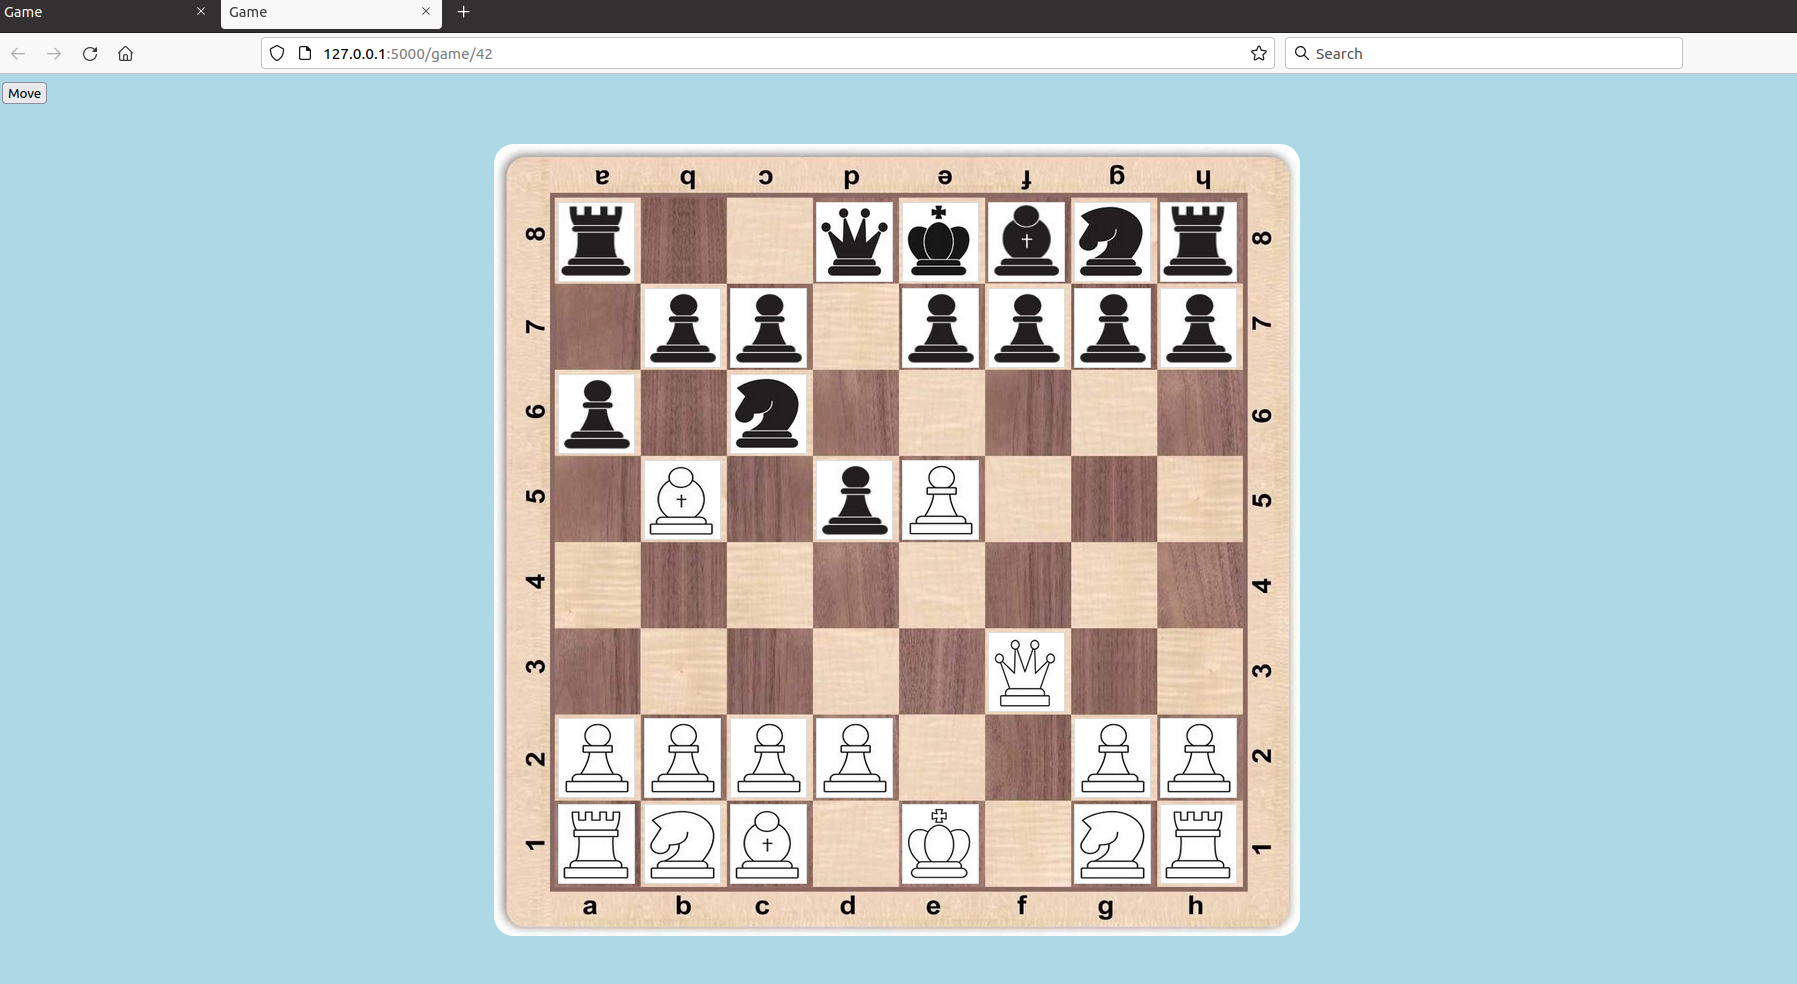 Game
Game
127.0.0.1:5000/game/42
Search
Move
a b c d e f g h
8 8
7 7
6 6
5 5
4 4
3 3
2 2
1 1
a b c d e f g h